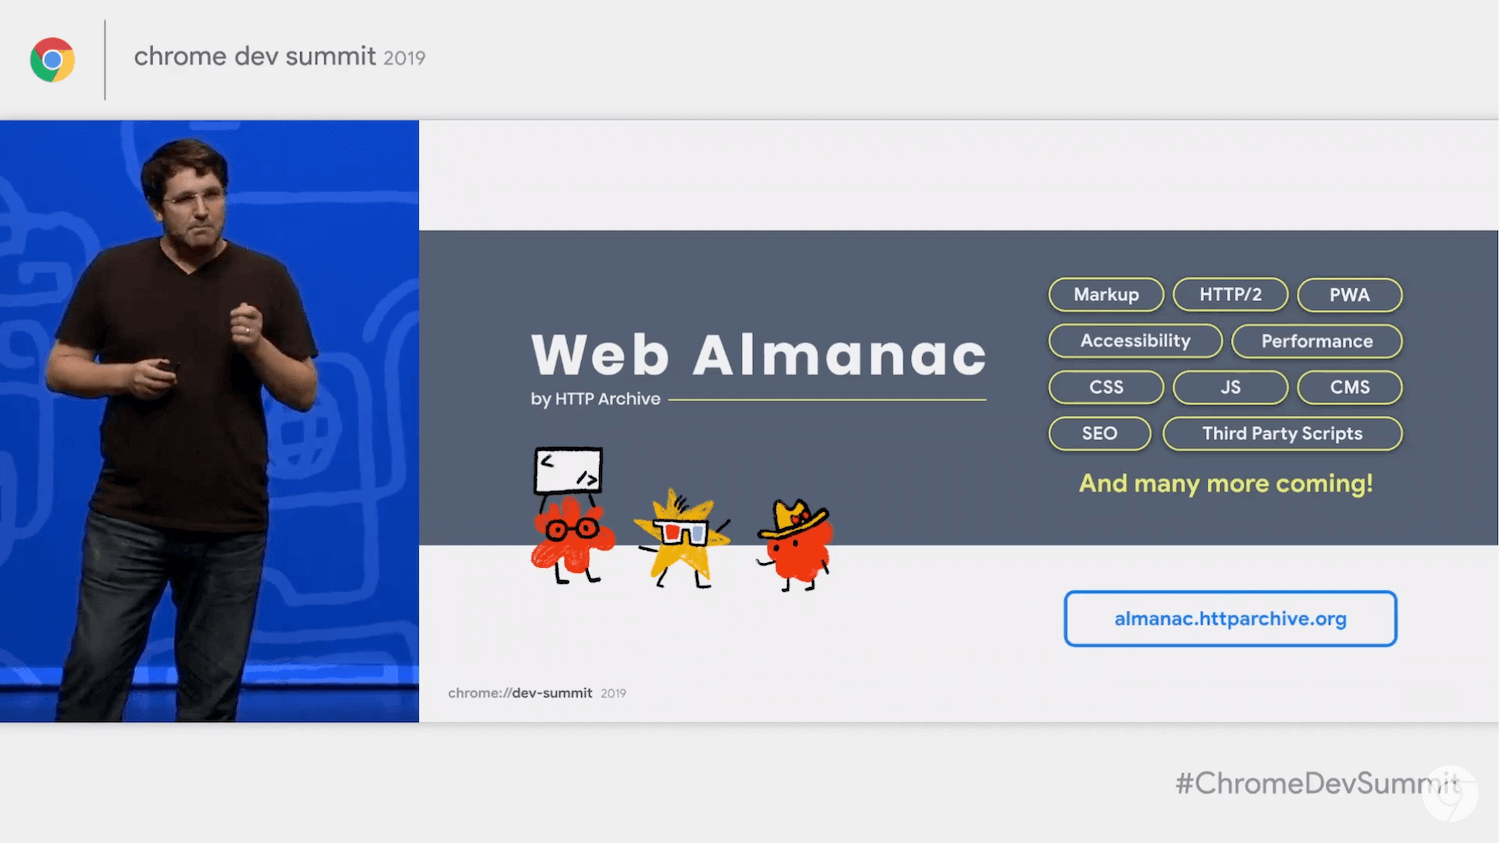 chrome dev summit 2019
Web Almanac
by HTTP Archive
< />
Markup HTTP/2 PWA
Accessibility Performance
CSS JS CMS
SEO Third Party Scripts
And many more coming!
almanac.httparchive.org
chrome://dev-summit 2019
#ChromeDevSummit